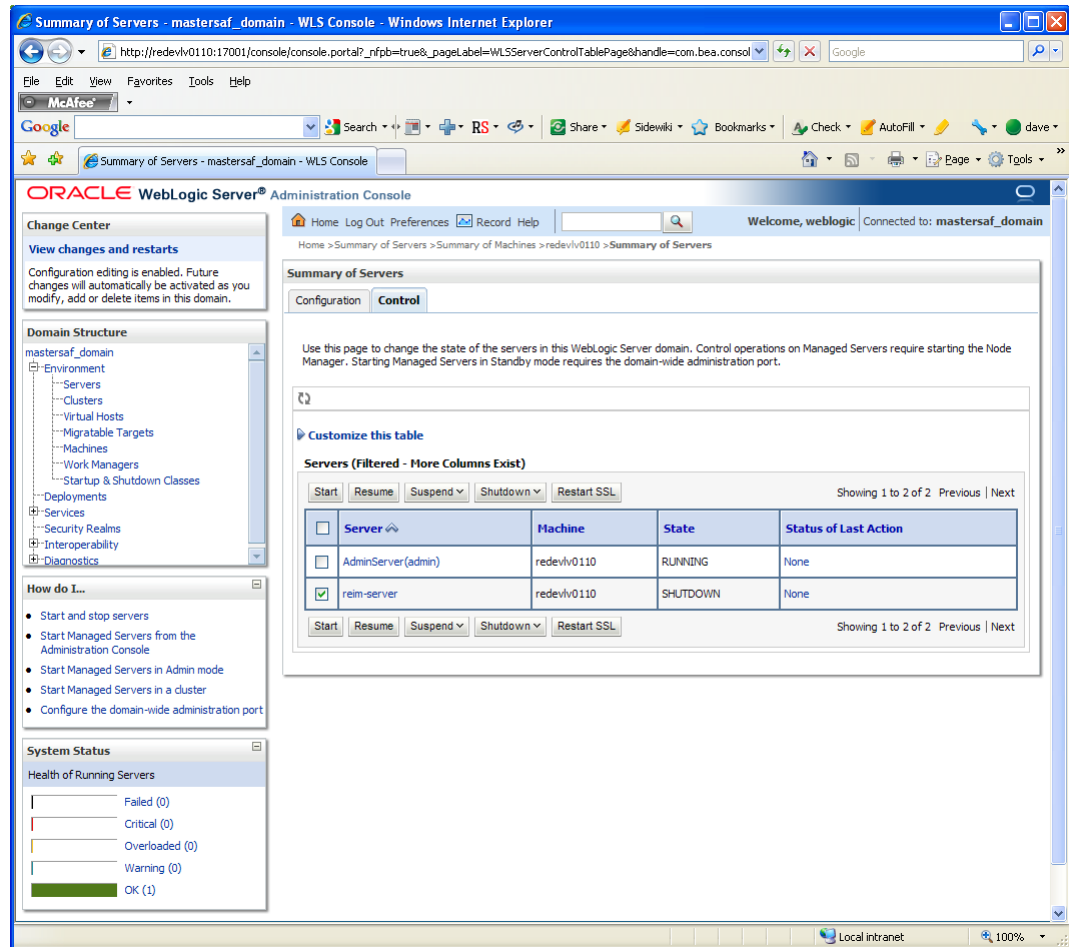 Summary of Servers - mastersaf_domain - WLS Console - Windows Internet Explorer
http://redevlv0110:17001/console/console.portal?_nfpb=true&_pageLabel=WLSServerControlTablePage&handle=com.bea.consol
Google
File Edit View Favorites Tools Help
McAfee
Google Search RS Share Sidewiki Bookmarks Check AutoFill dave
Summary of Servers - mastersaf_domain - WLS Console
Page Tools
ORACLE WebLogic Server® Administration Console
Change Center
View changes and restarts
Configuration editing is enabled. Future
changes will automatically be activated as you
modify, add or delete items in this domain.
Domain Structure
mastersaf_domain
Environment
Servers
Clusters
Virtual Hosts
Migratable Targets
Machines
Work Managers
Startup & Shutdown Classes
Deployments
Services
Security Realms
Interoperability
Diagnostics
How do I...
Start and stop servers
Start Managed Servers from the
Administration Console
Start Managed Servers in Admin mode
Start Managed Servers in a cluster
Configure the domain-wide administration port
System Status
Health of Running Servers
Failed (0)
Critical (0)
Overloaded (0)
Warning (0)
OK (1)
Home Log Out Preferences Record Help
Welcome, weblogic Connected to: mastersaf_domain
Home >Summary of Servers >Summary of Machines >redevlv0110 >Summary of Servers
Summary of Servers
Configuration Control
Use this page to change the state of the servers in this WebLogic Server domain. Control operations on Managed Servers require starting the Node
Manager. Starting Managed Servers in Standby mode requires the domain-wide administration port.
Customize this table
Servers (Filtered - More Columns Exist)
Start Resume Suspend Shutdown Restart SSL Showing 1 to 2 of 2 Previous | Next
Server Machine State Status of Last Action
AdminServer(admin) redevlv0110 RUNNING None
reim-server redevlv0110 SHUTDOWN None
Start Resume Suspend Shutdown Restart SSL Showing 1 to 2 of 2 Previous | Next
Local intranet 100%